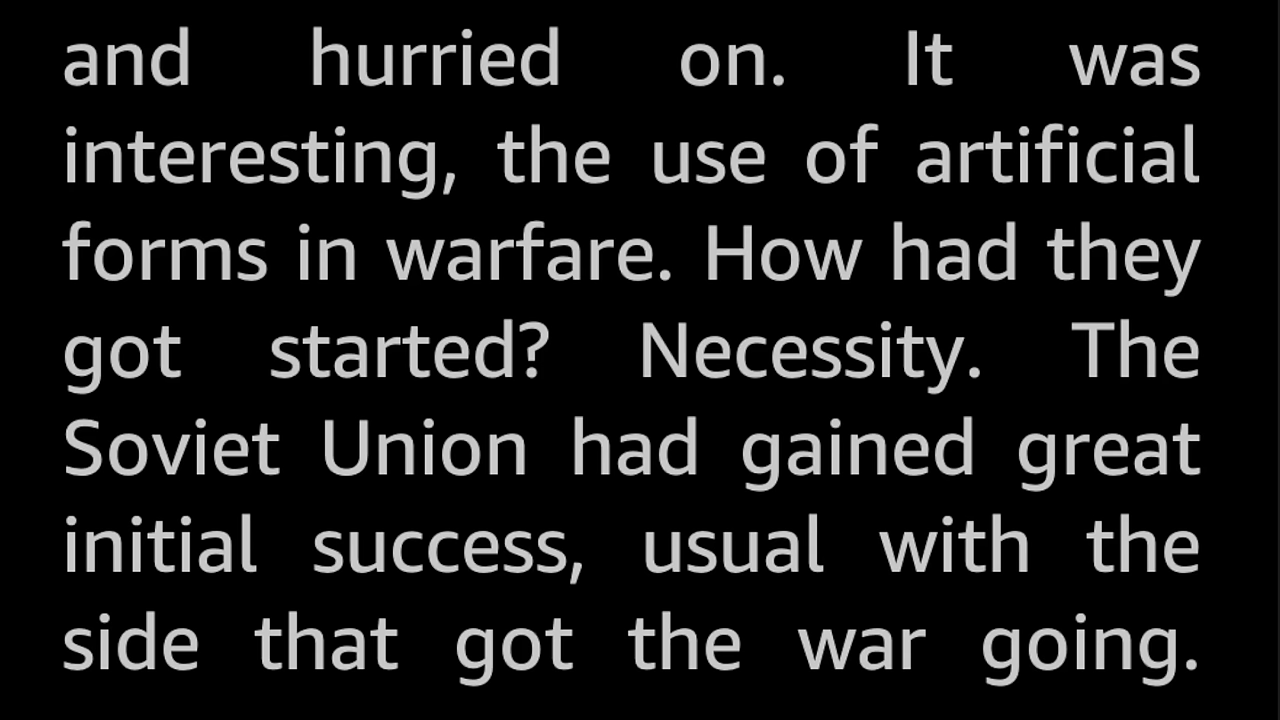 and hurried on. It was
interesting, the use of artificial
forms in warfare. How had they
got started? Necessity. The
Soviet Union had gained great
initial success, usual with the
side that got the war going.